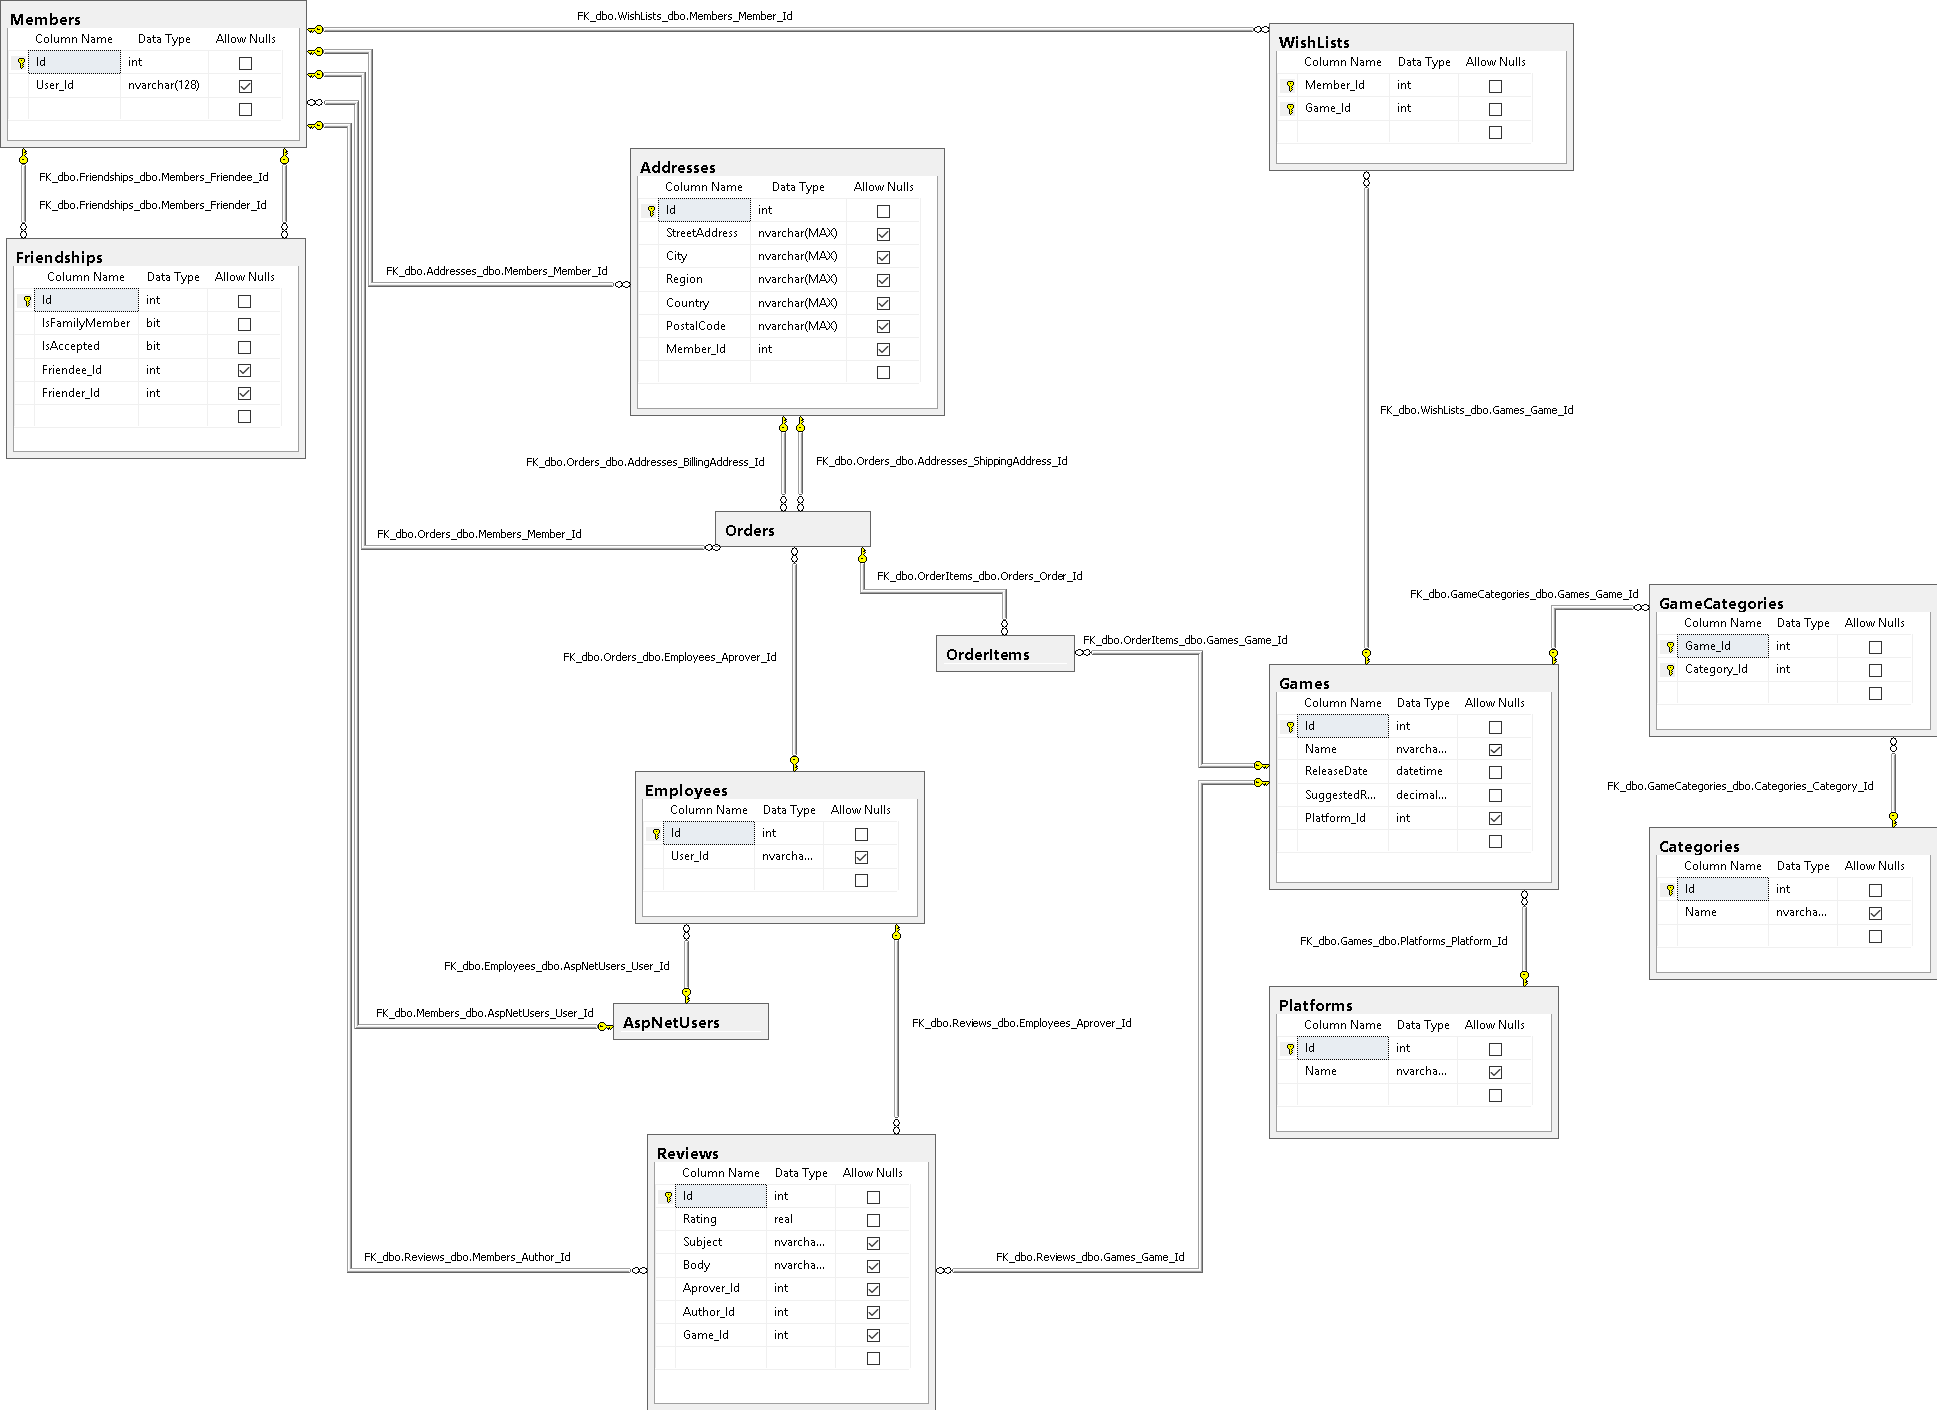 Members
Column Name Data Type Allow Nulls
Id int
User_Id nvarchar(128)
FK_dbo.WishLists_dbo.Members_Member_Id
WishLists
Column Name Data Type Allow Nulls
Member_Id int
Game_Id int
FK_dbo.Friendships_dbo.Members_Friendee_Id
FK_dbo.Friendships_dbo.Members_Friender_Id
Friendships
Column Name Data Type Allow Nulls
Id int
IsFamilyMember bit
IsAccepted bit
Friendee_Id int
Friender_Id int
Addresses
Column Name Data Type Allow Nulls
Id int
StreetAddress nvarchar(MAX)
City nvarchar(MAX)
Region nvarchar(MAX)
Country nvarchar(MAX)
PostalCode nvarchar(MAX)
Member_Id int
FK_dbo.Addresses_dbo.Members_Member_Id
FK_dbo.WishLists_dbo.Games_Game_Id
FK_dbo.Orders_dbo.Addresses_BillingAddress_Id
FK_dbo.Orders_dbo.Addresses_ShippingAddress_Id
Orders
FK_dbo.Orders_dbo.Members_Member_Id
FK_dbo.OrderItems_dbo.Orders_Order_Id
OrderItems
FK_dbo.OrderItems_dbo.Games_Game_Id
FK_dbo.Orders_dbo.Employees_Aprover_Id
FK_dbo.GameCategories_dbo.Games_Game_Id
GameCategories
Column Name Data Type Allow Nulls
Game_Id int
Category_Id int
Games
Column Name Data Type Allow Nulls
Id int
Name nvarcha...
ReleaseDate datetime
SuggestedR... decimal...
Platform_Id int
FK_dbo.GameCategories_dbo.Categories_Category_Id
Categories
Column Name Data Type Allow Nulls
Id int
Name nvarcha...
Employees
Column Name Data Type Allow Nulls
Id int
User_Id nvarcha...
FK_dbo.Games_dbo.Platforms_Platform_Id
Platforms
Column Name Data Type Allow Nulls
Id int
Name nvarcha...
FK_dbo.Employees_dbo.AspNetUsers_User_Id
FK_dbo.Members_dbo.AspNetUsers_User_Id
AspNetUsers
FK_dbo.Reviews_dbo.Employees_Aprover_Id
Reviews
Column Name Data Type Allow Nulls
Id int
Rating real
Subject nvarcha...
Body nvarcha...
Aprover_Id int
Author_Id int
Game_Id int
FK_dbo.Reviews_dbo.Members_Author_Id
FK_dbo.Reviews_dbo.Games_Game_Id